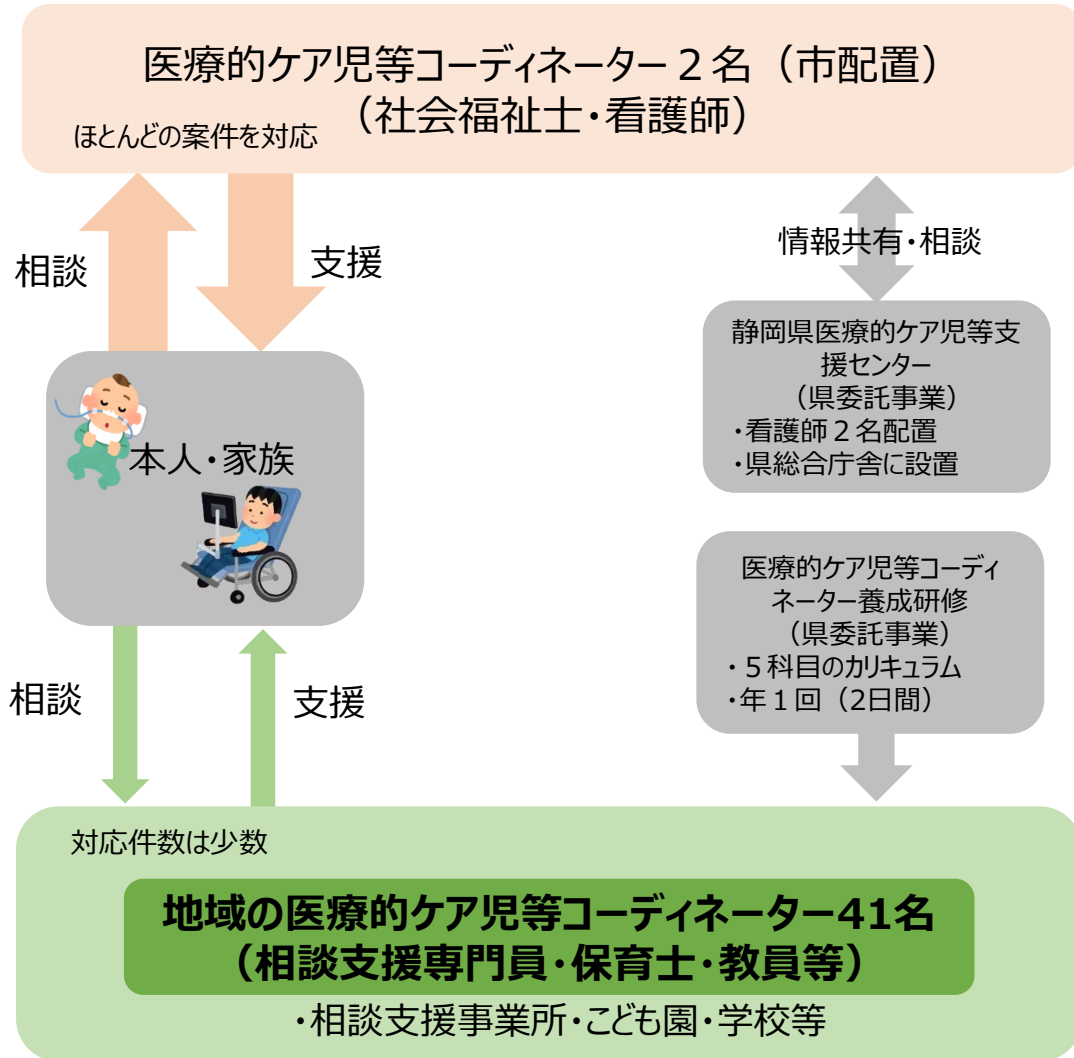 医療的ケア児等コーディネーター２名（市配置）
（社会福祉士・看護師）
ほとんどの案件を対応
相談
支援
情報共有・相談
静岡県医療的ケア児等支
援センター
（県委託事業）
・看護師２名配置
・県総合庁舎に設置
本人・家族
医療的ケア児等コーディ
ネーター養成研修
（県委託事業）
・５科目のカリキュラム
・年１回（2日間）
相談
支援
対応件数は少数
地域の医療的ケア児等コーディネーター41名
（相談支援専門員・保育士・教員等）
・相談支援事業所・こども園・学校等